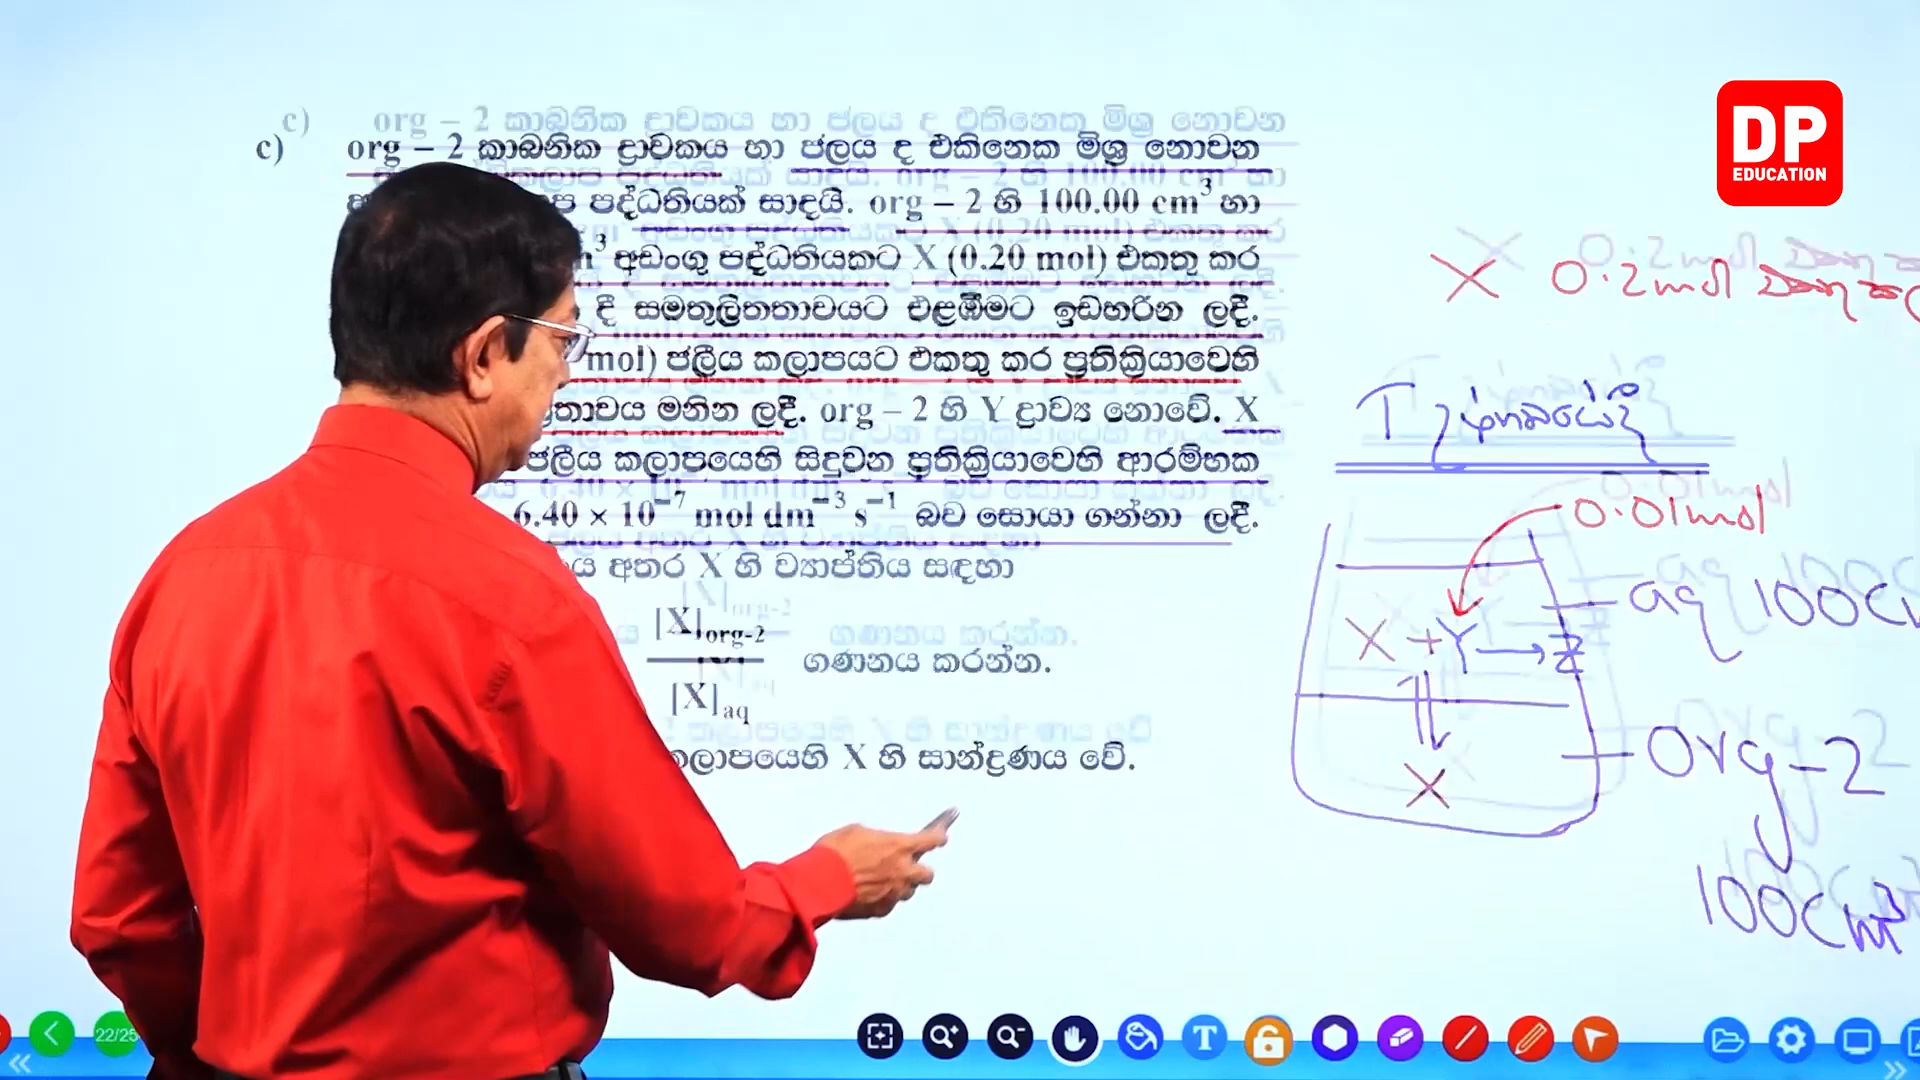 DP
EDUCATION
c) org – 2 කාබනික ද්‍රාවකය හා ජලය ද එකිනෙක මිශ්‍ර නොවන
පද්ධතියක් සාදයි. org – 2 හි 100.00 cm³ හා
අඩංගු පද්ධතියකට X (0.20 mol) එකතු කර
දී සමතුලිතතාවයට එළඹීමට ඉඩහරින ලදී.
mol) ජලීය කලාපයට එකතු කර ප්‍රතික්‍රියාවෙහි
මනින ලදී. org – 2 හි Y ද්‍රාව්‍ය නොවේ. X
ජලීය කලාපයෙහි සිදුවන ප්‍රතික්‍රියාවෙහි ආරම්භක
6.40 × 10⁻⁷ mol dm⁻³ s⁻¹ බව සොයා ගන්නා ලදී.
අතර X හි ව්‍යාප්තිය සඳහා
[X]org-2
ගණනය කරන්න.
[X]aq
කලාපයෙහි X හි සාන්ද්‍රණය වේ.
X 0.2mol එකතු
T
0.01mol
aq 100c
X + Y → Z
X
org-2
100cm³
22/25
T